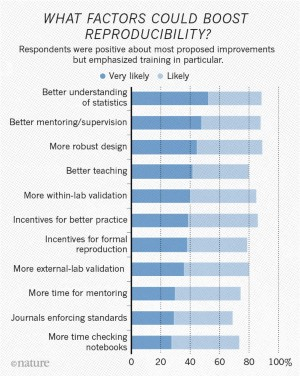 WHAT FACTORS COULD BOOST
REPRODUCIBILITY?
Respondents were positive about most proposed improvements
but emphasized training in particular.
Very likely Likely
Better understanding
of statistics
Better mentoring/supervision
More robust design
Better teaching
More within-lab validation
Incentives for better practice
Incentives for formal
reproduction
More external-lab validation
More time for mentoring
Journals enforcing standards
More time checking
notebooks
0 20 40 60 80 100%
©nature